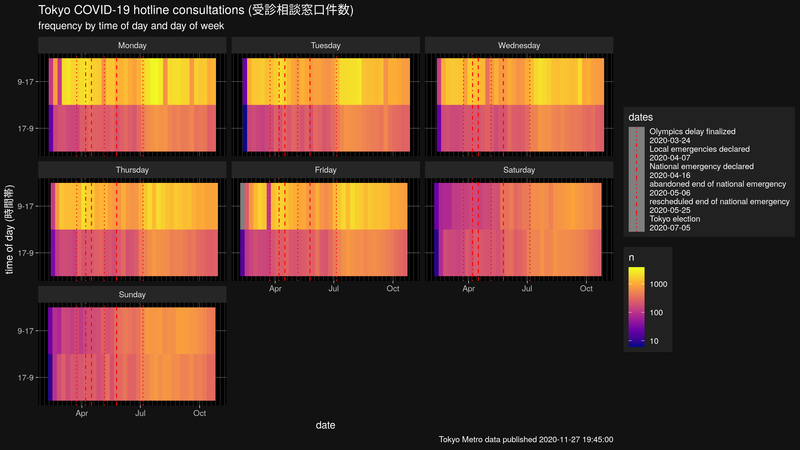 Tokyo COVID-19 hotline consultations (受診相談窓口件数)
frequency by time of day and day of week
Monday
Tuesday
Wednesday
9-17
17-9
Thursday
Friday
Saturday
9-17
17-9
Apr
Jul
Oct
Apr
Jul
Oct
Sunday
9-17
17-9
Apr
Jul
Oct
time of day (時間帯)
date
dates
Olympics delay finalized
2020-03-24
Local emergencies declared
2020-04-07
National emergency declared
2020-04-16
abandoned end of national emergency
2020-05-06
rescheduled end of national emergency
2020-05-25
Tokyo election
2020-07-05
n
1000
100
10
Tokyo Metro data published 2020-11-27 19:45:00